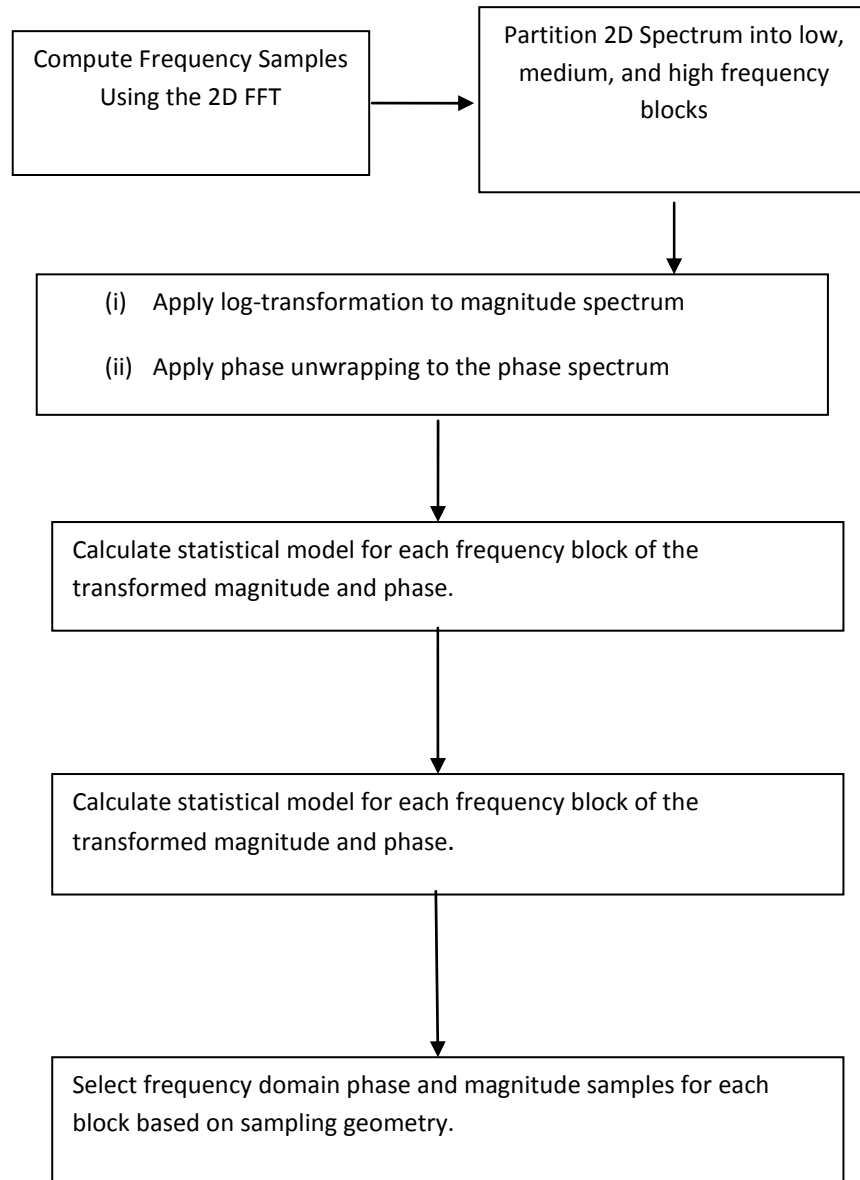 Compute Frequency Samples
Using the 2D FFT
Partition 2D Spectrum into low,
medium, and high frequency
blocks
(i) Apply log-transformation to magnitude spectrum
(ii) Apply phase unwrapping to the phase spectrum
Calculate statistical model for each frequency block of the
transformed magnitude and phase.
Calculate statistical model for each frequency block of the
transformed magnitude and phase.
Select frequency domain phase and magnitude samples for each
block based on sampling geometry.